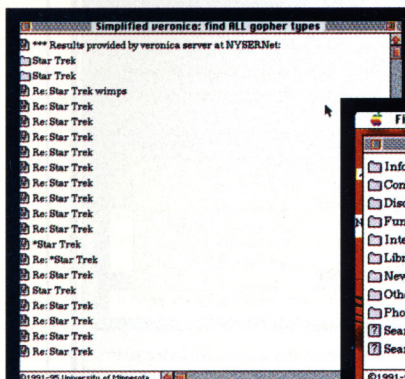 Simplified veronica: find ALL gopher types
*** Results provided by veronica server at NYSERNet:
Star Trek
Star Trek
Re: Star Trek wimps
Re: Star Trek
Re: Star Trek
Re: Star Trek
Re: Star Trek
Re: Star Trek
Re: Star Trek
Re: Star Trek
Re: Star Trek
Re: Star Trek
*Star Trek
Re: *Star Trek
Re: Star Trek
Star Trek
Re: Star Trek
Re: Star Trek
Re: Star Trek
Re: Star Trek
©1991-95 University of Minnesota
Fi
Info
Con
Disc
Fun
Inte
Libr
New
Oth
Pho
Sear
Sear
©1991-